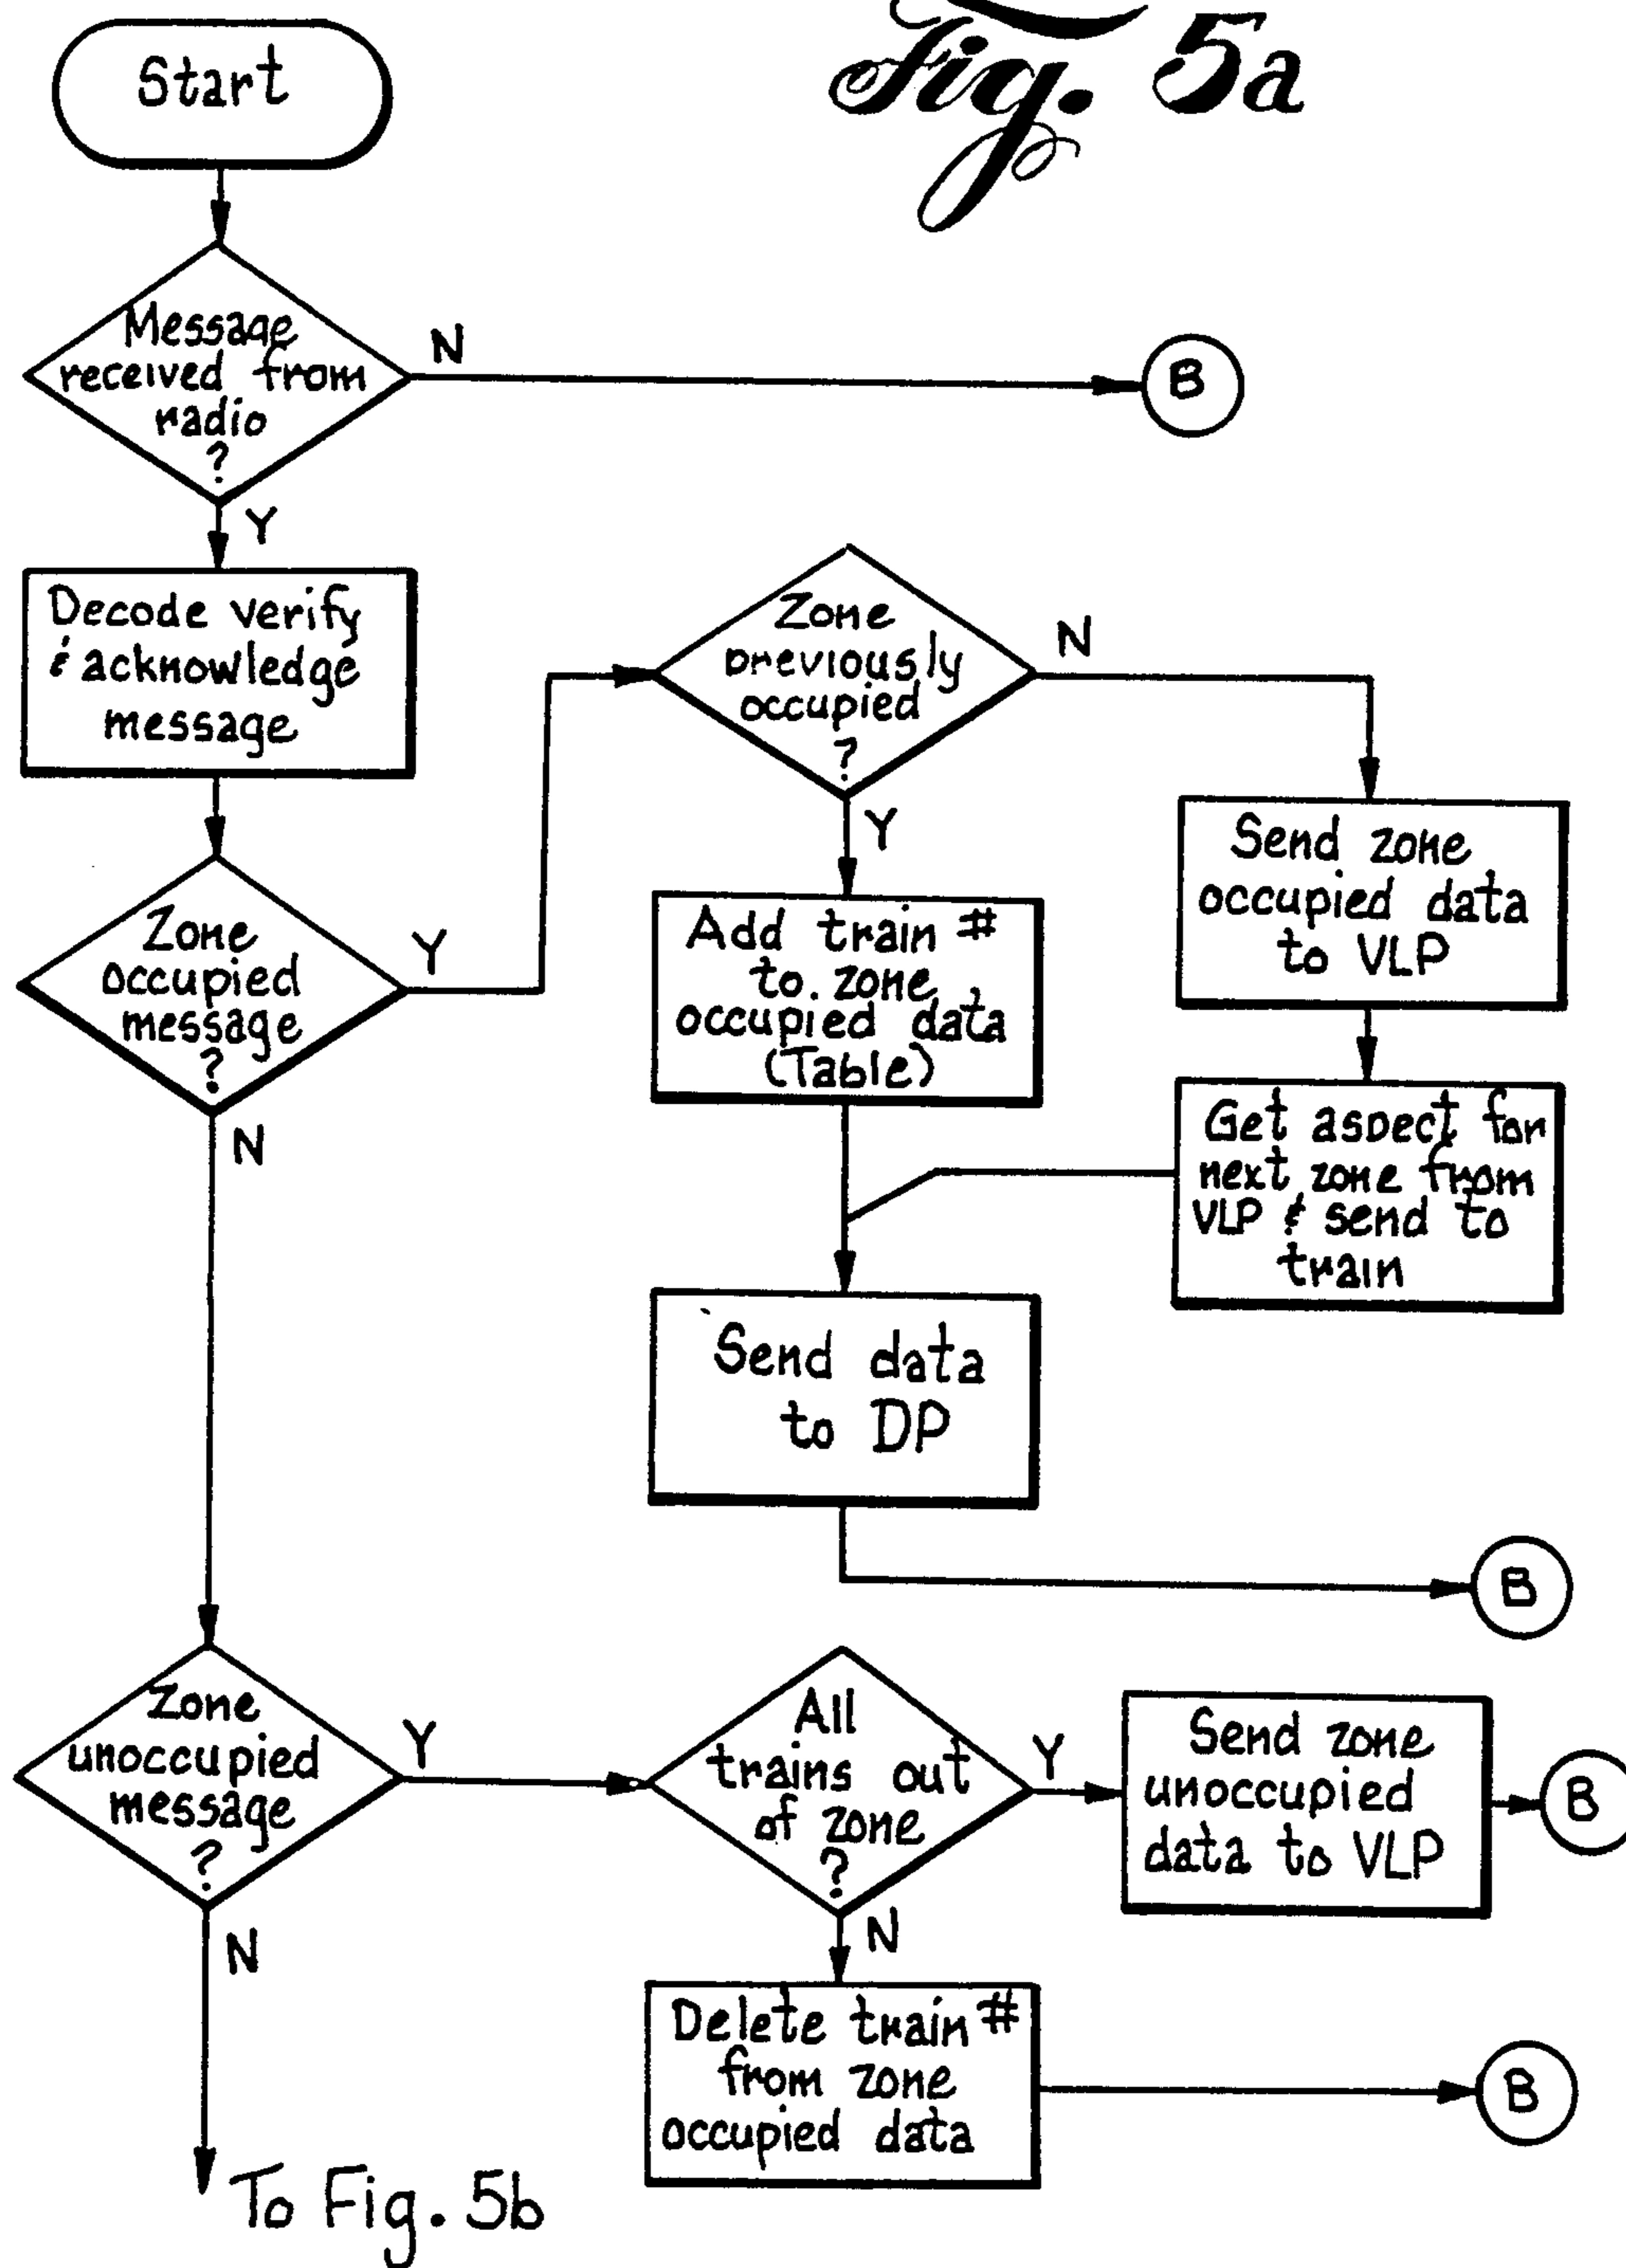 Fig. 5a
Start
Message
received from
radio
?
N
B
Y
Decode verify
& acknowledge
message
Zone
occupied
message
?
Y
N
Zone
previously
occupied
?
N
Y
Send zone
occupied data
to VLP
Add train #
to. zone
occupied data
(Table)
Get aspect for
next zone from
VLP & send to
train
Send data
to DP
B
Zone
unoccupied
message
?
Y
N
All
trains out
of zone
?
Y
N
Send zone
unoccupied
data to VLP
B
Delete train #
from zone
occupied data
B
To Fig. 5b